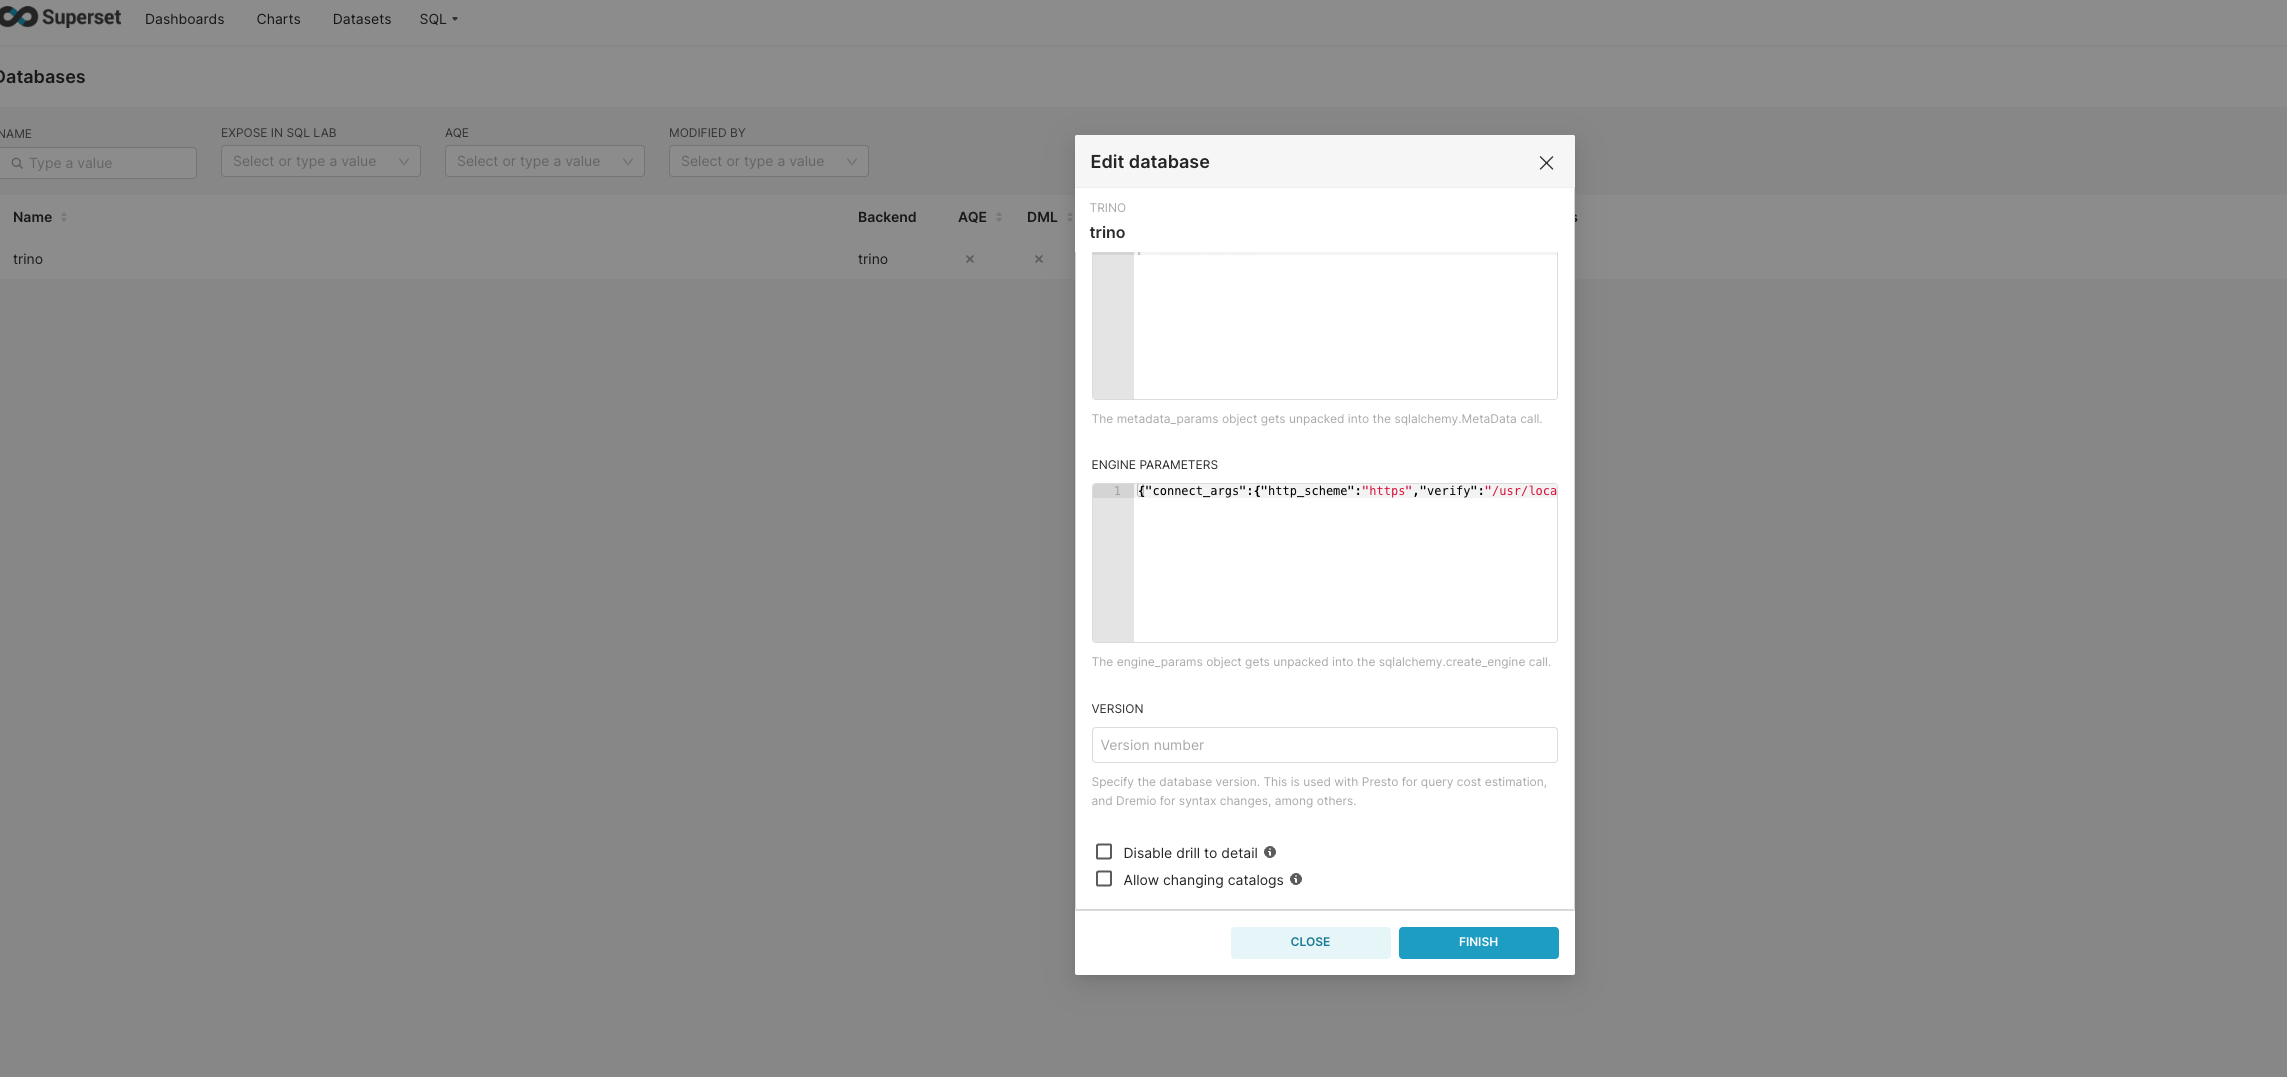 Superset Dashboards Charts Datasets SQL
Databases
NAME EXPOSE IN SQL LAB AQE MODIFIED BY
Type a value Select or type a value Select or type a value Select or type a value
Name Backend AQE DML
trino trino
Edit database
TRINO
trino
The metadata_params object gets unpacked into the sqlalchemy.MetaData call.
ENGINE PARAMETERS
1 {"connect_args":{"http_scheme":"https","verify":"/usr/loca
The engine_params object gets unpacked into the sqlalchemy.create_engine call.
VERSION
Version number
Specify the database version. This is used with Presto for query cost estimation,
and Dremio for syntax changes, among others.
Disable drill to detail
Allow changing catalogs
CLOSE FINISH